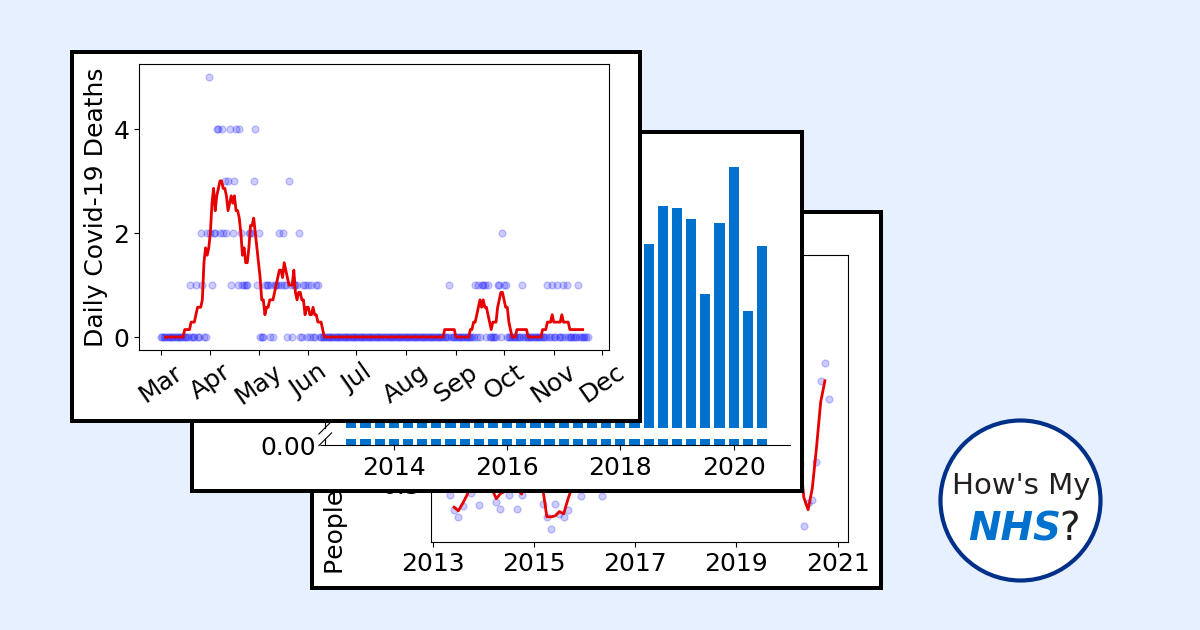 Daily Covid-19 Deaths
4
2
0
Mar Apr May Jun Jul Aug Sep Oct Nov Dec
0.00
2014 2016 2018 2020
People
2013 2015 2017 2019 2021
How's My
NHS?